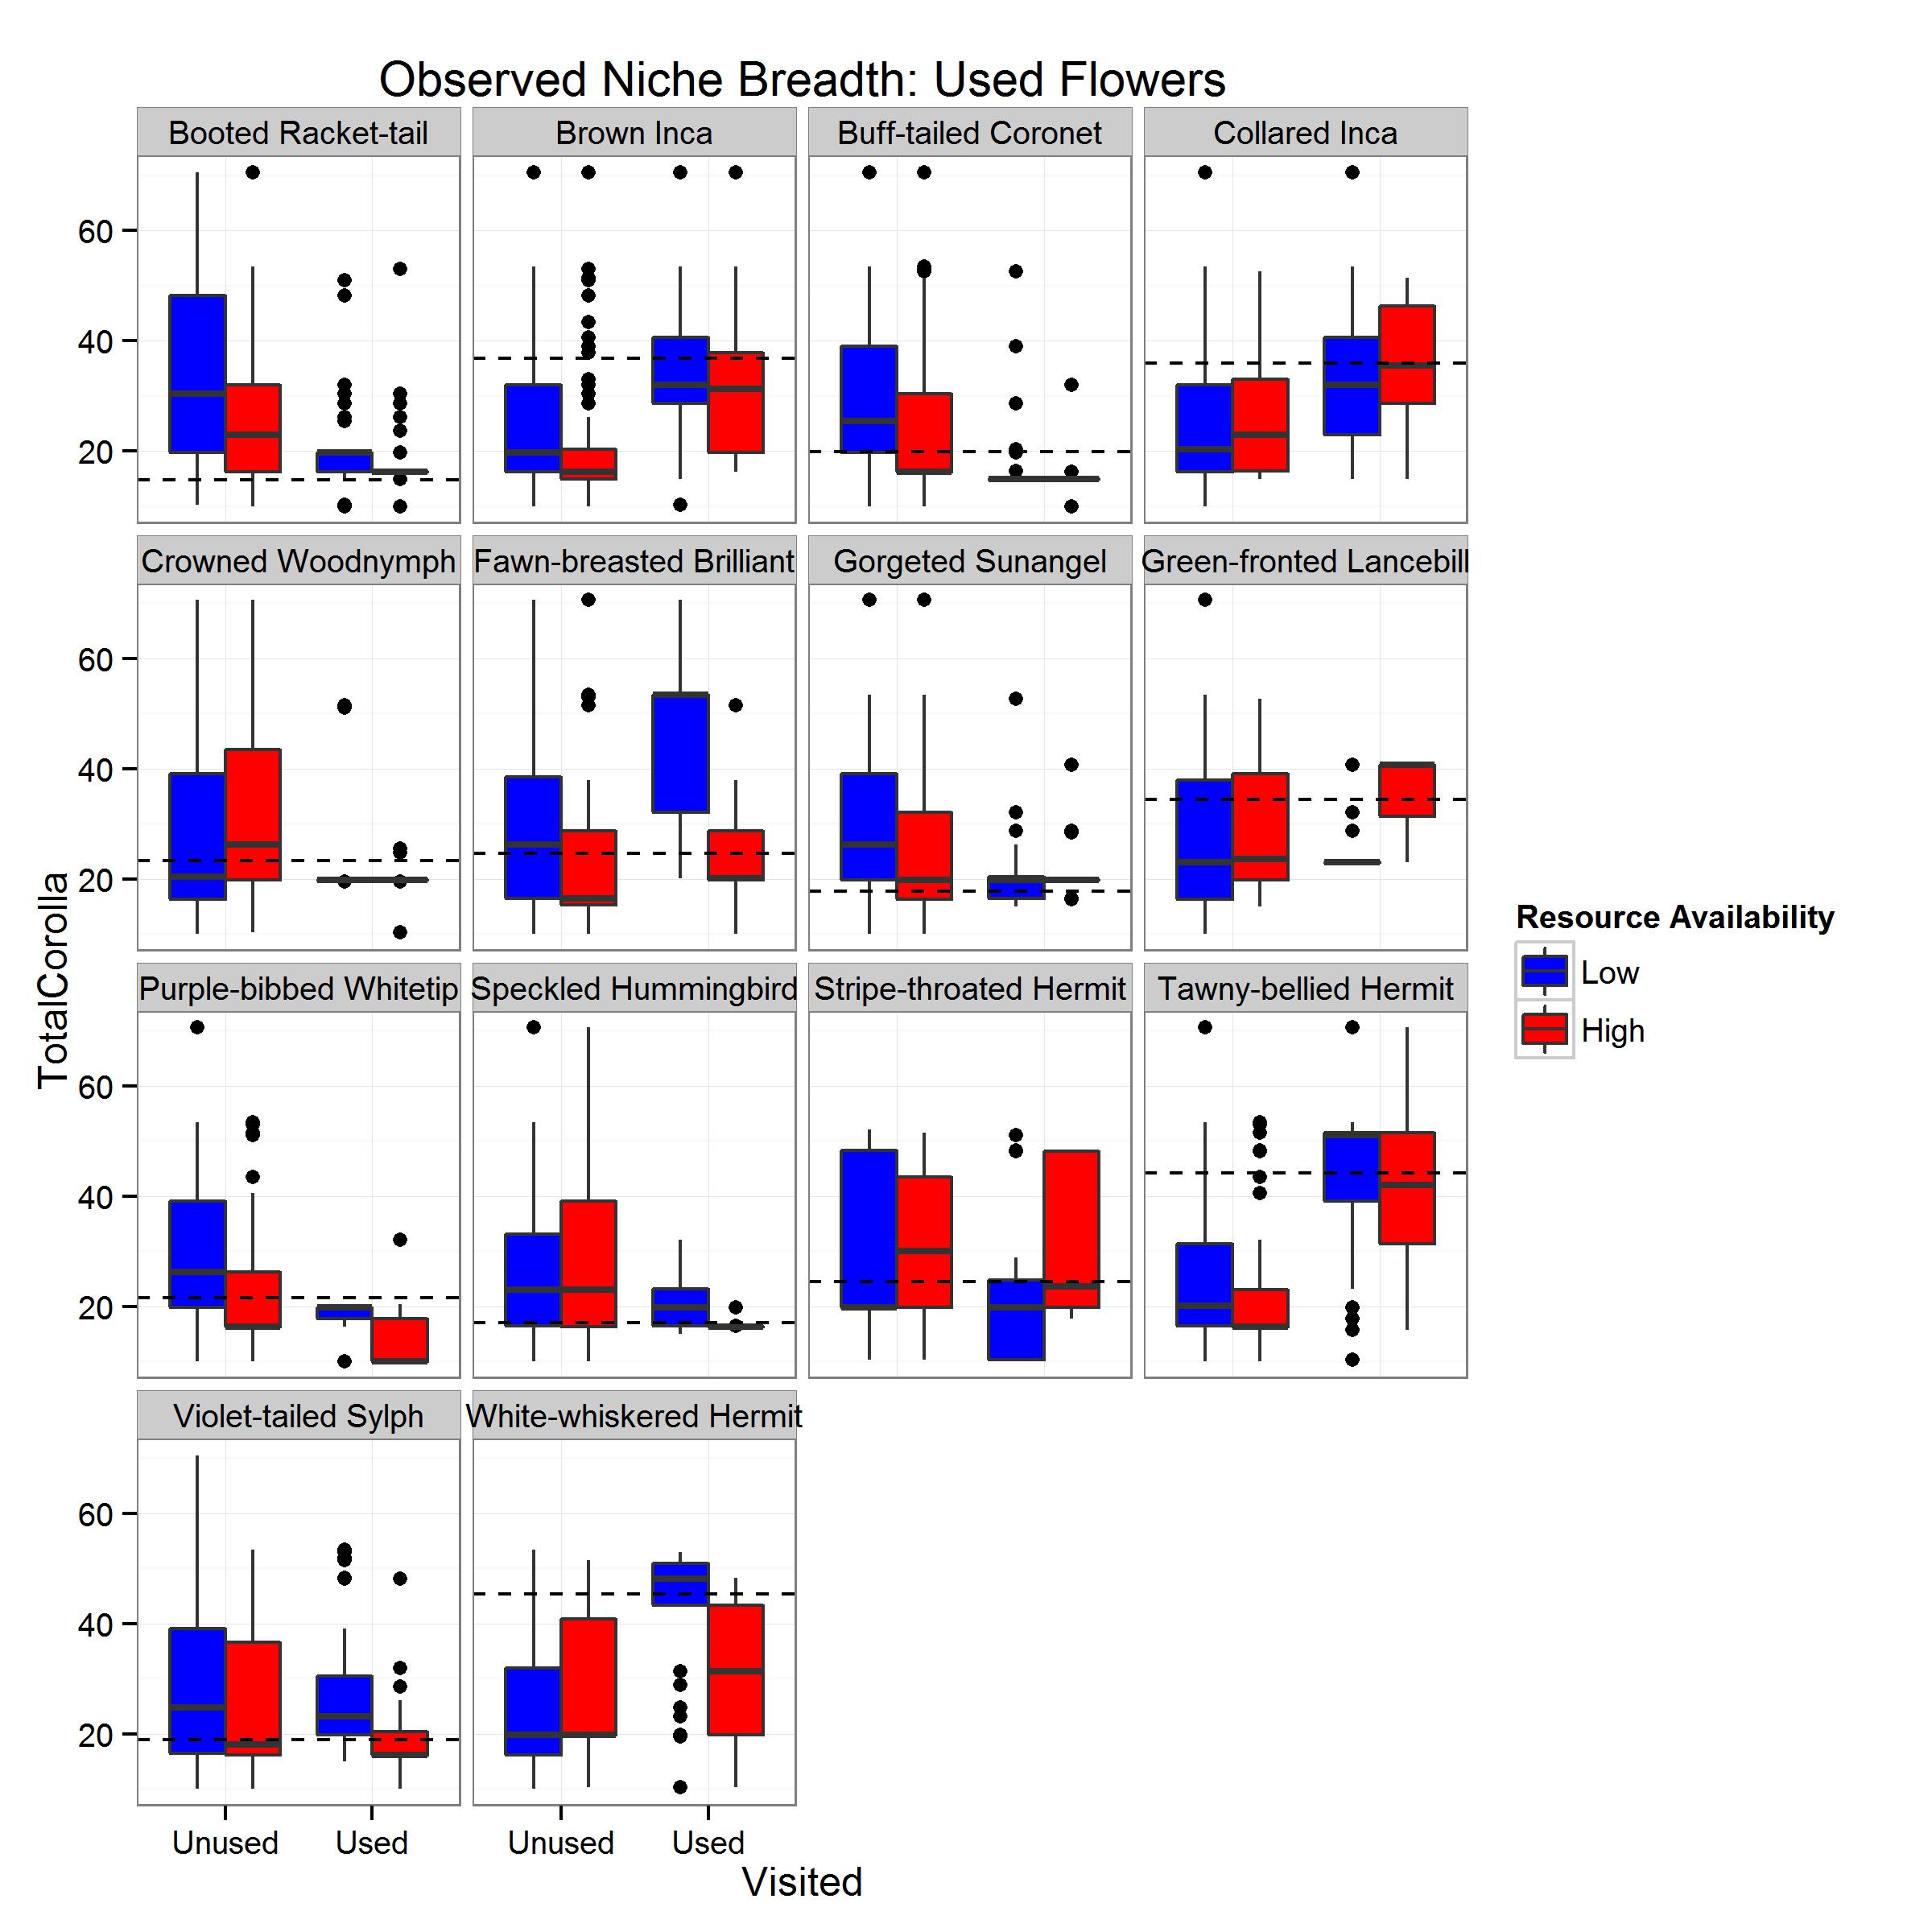 Observed Niche Breadth: Used Flowers
Booted Racket-tail
Brown Inca
Buff-tailed Coronet
Collared Inca
60
40
20
Crowned Woodnymph
Fawn-breasted Brilliant
Gorgeted Sunangel
Green-fronted Lancebill
60
40
20
Purple-bibbed Whitetip
Speckled Hummingbird
Stripe-throated Hermit
Tawny-bellied Hermit
60
40
20
Violet-tailed Sylph
White-whiskered Hermit
60
40
20
Unused
Used
Unused
Used
Visited
TotalCorolla
Resource Availability
Low
High